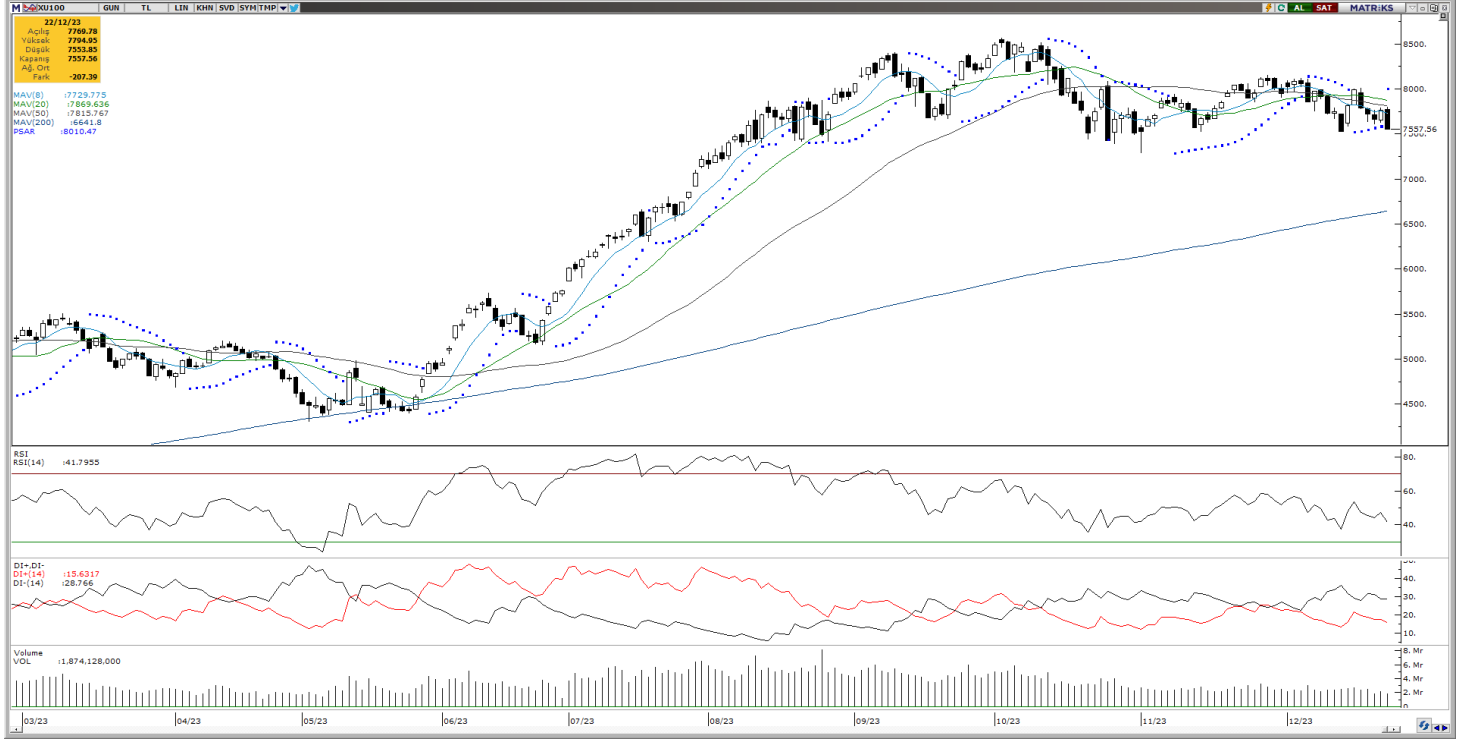 M XU100 GUN TL LIN KHN SVD SYM TMP AL SAT MATRİKS
22/12/23
Açılış 7769.78
Yüksek 7794.95
Düşük 7553.85
Kapanış 7557.56
Ağ. Ort
Fark -207.39
MAV(8) :7729.775
MAV(20) :7869.636
MAV(50) :7815.767
MAV(200) :6641.8
PSAR :8010.47
8500.
8000.
7557.56
7500.
7000.
6500.
6000.
5500.
5000.
4500.
RSI
RSI(14) :41.7955
80.
60.
40.
DI+,DI-
DI+(14) :15.6317
DI-(14) :28.766
40.
30.
20.
10.
Volume
VOL :1,874,128,000
8. Mr
6. Mr
4. Mr
2. Mr
03/23 04/23 05/23 06/23 07/23 08/23 09/23 10/23 11/23 12/23